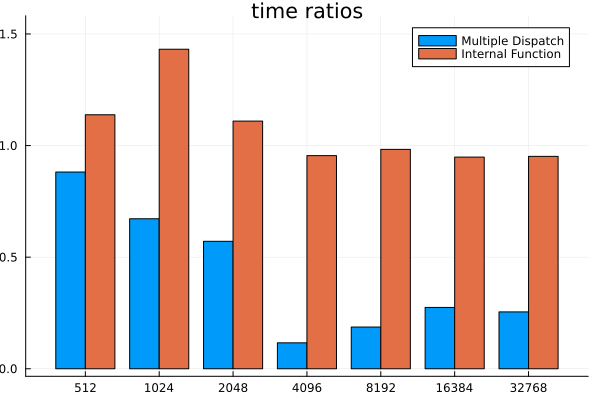 time ratios
Multiple Dispatch
Internal Function
1.5
1.0
0.5
0.0
512 1024 2048 4096 8192 16384 32768